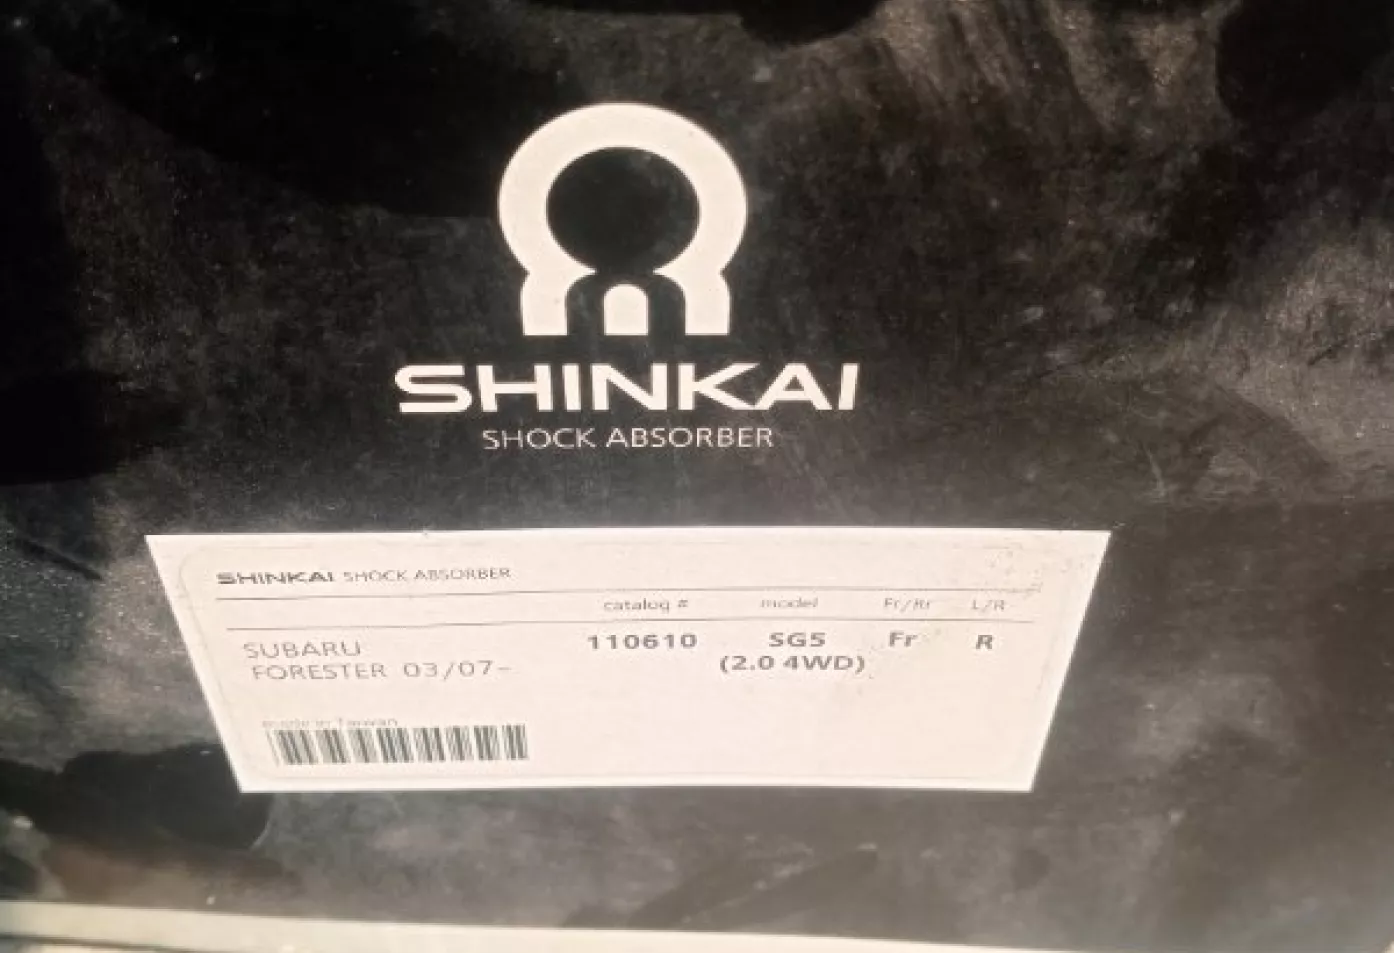 SHINKAI
SHOCK ABSORBER
SHINKAI SHOCK ABSORBER
catalog # model Fr/Rr L/R
SUBARU 110610 SG5 Fr R
FORESTER 03/07- (2.0 4WD)
made in Taiwan